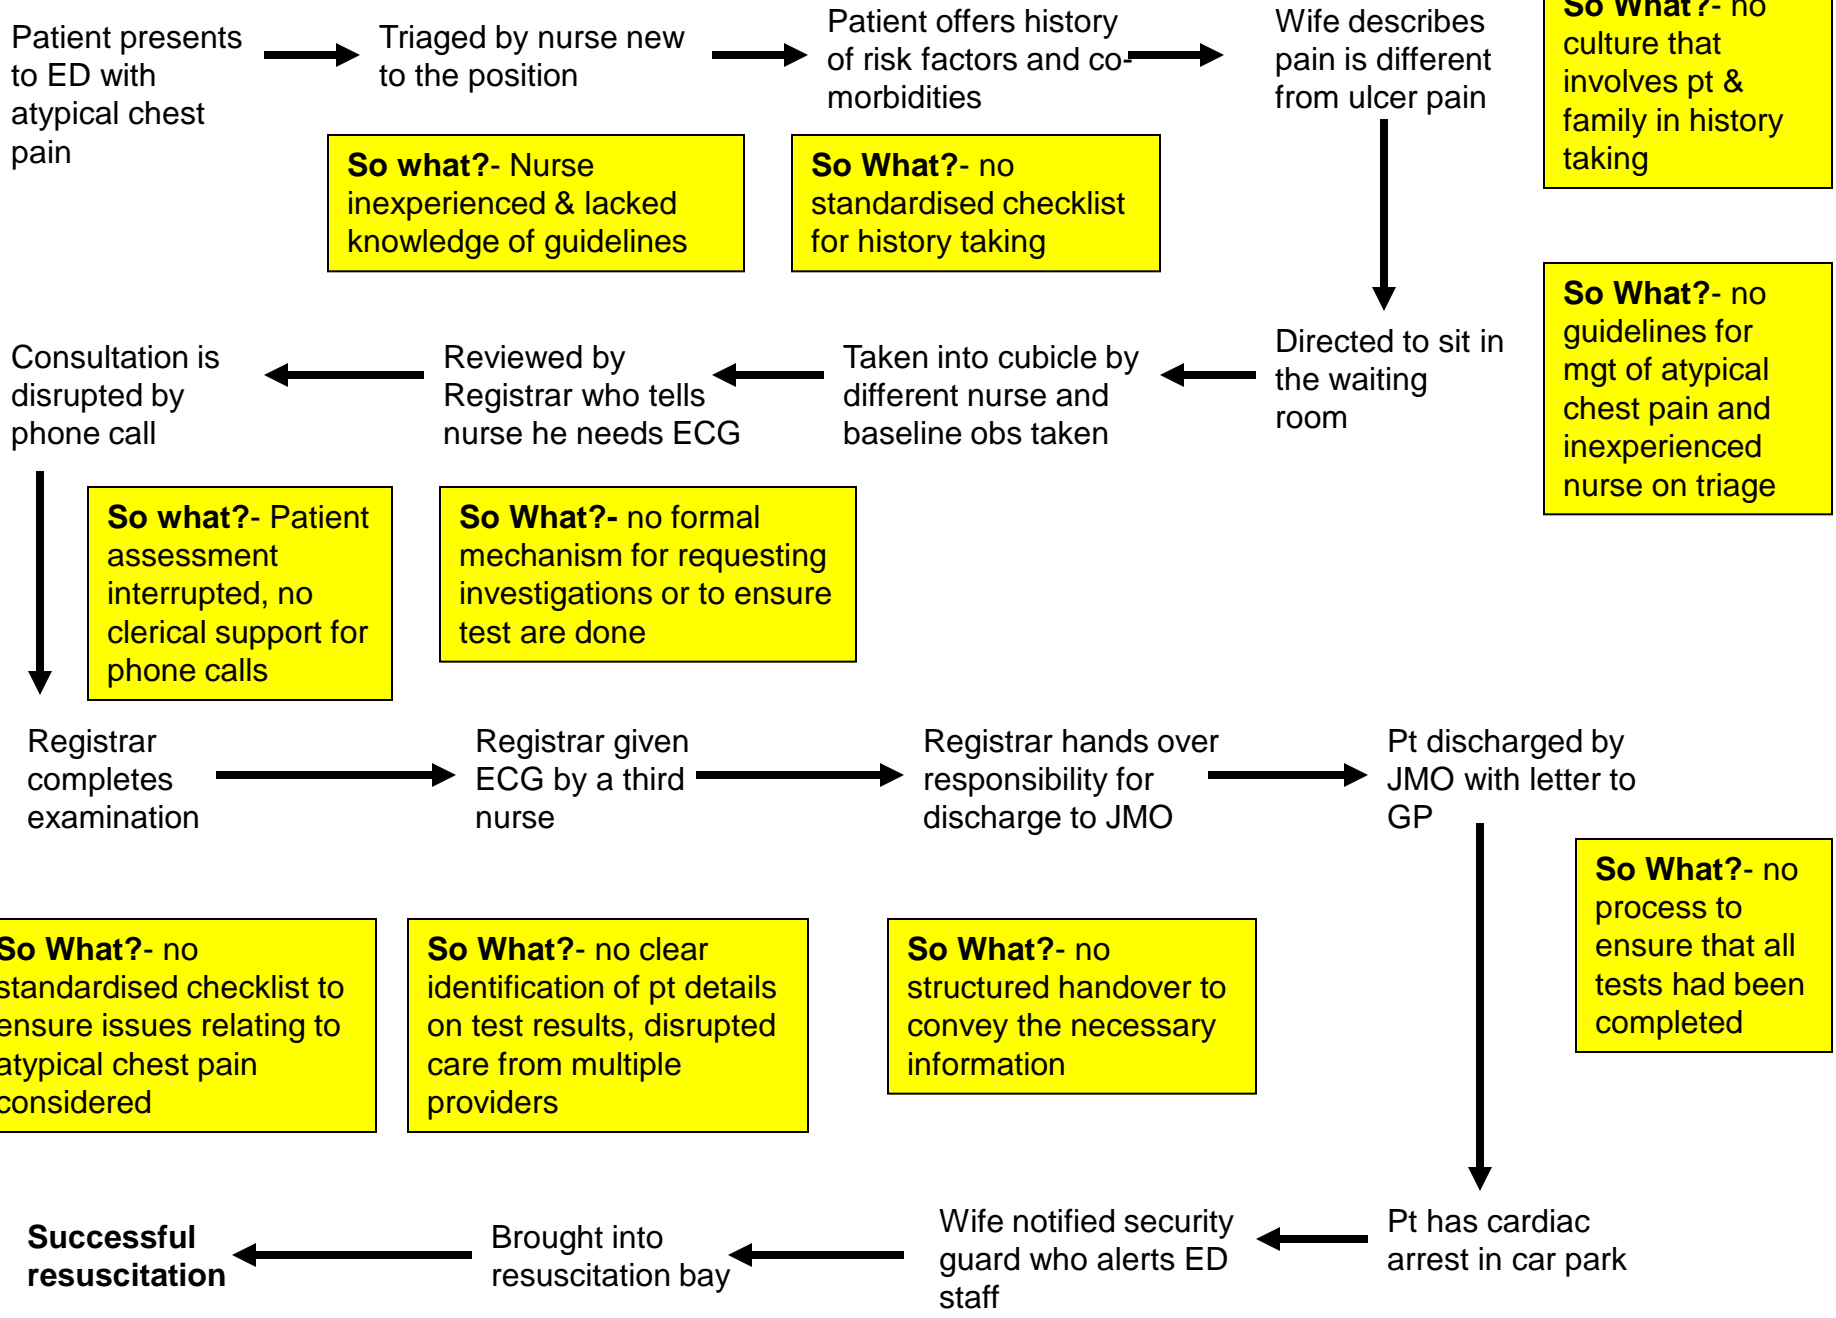 Patient presents
to ED with
atypical chest
pain
Triaged by nurse new
to the position
Patient offers history
of risk factors and co-
morbidities
Wife describes
pain is different
from ulcer pain
So What?- no
culture that
involves pt &
family in history
taking
So what?- Nurse
inexperienced & lacked
knowledge of guidelines
So What?- no
standardised checklist
for history taking
So What?- no
guidelines for
mgt of atypical
chest pain and
inexperienced
nurse on triage
Directed to sit in
the waiting
room
Taken into cubicle by
different nurse and
baseline obs taken
Reviewed by
Registrar who tells
nurse he needs ECG
Consultation is
disrupted by
phone call
So what?- Patient
assessment
interrupted, no
clerical support for
phone calls
So What?- no formal
mechanism for requesting
investigations or to ensure
test are done
Registrar
completes
examination
Registrar given
ECG by a third
nurse
Registrar hands over
responsibility for
discharge to JMO
Pt discharged by
JMO with letter to
GP
So What?- no
standardised checklist to
ensure issues relating to
atypical chest pain
considered
So What?- no clear
identification of pt details
on test results, disrupted
care from multiple
providers
So What?- no
structured handover to
convey the necessary
information
So What?- no
process to
ensure that all
tests had been
completed
Pt has cardiac
arrest in car park
Wife notified security
guard who alerts ED
staff
Brought into
resuscitation bay
Successful
resuscitation